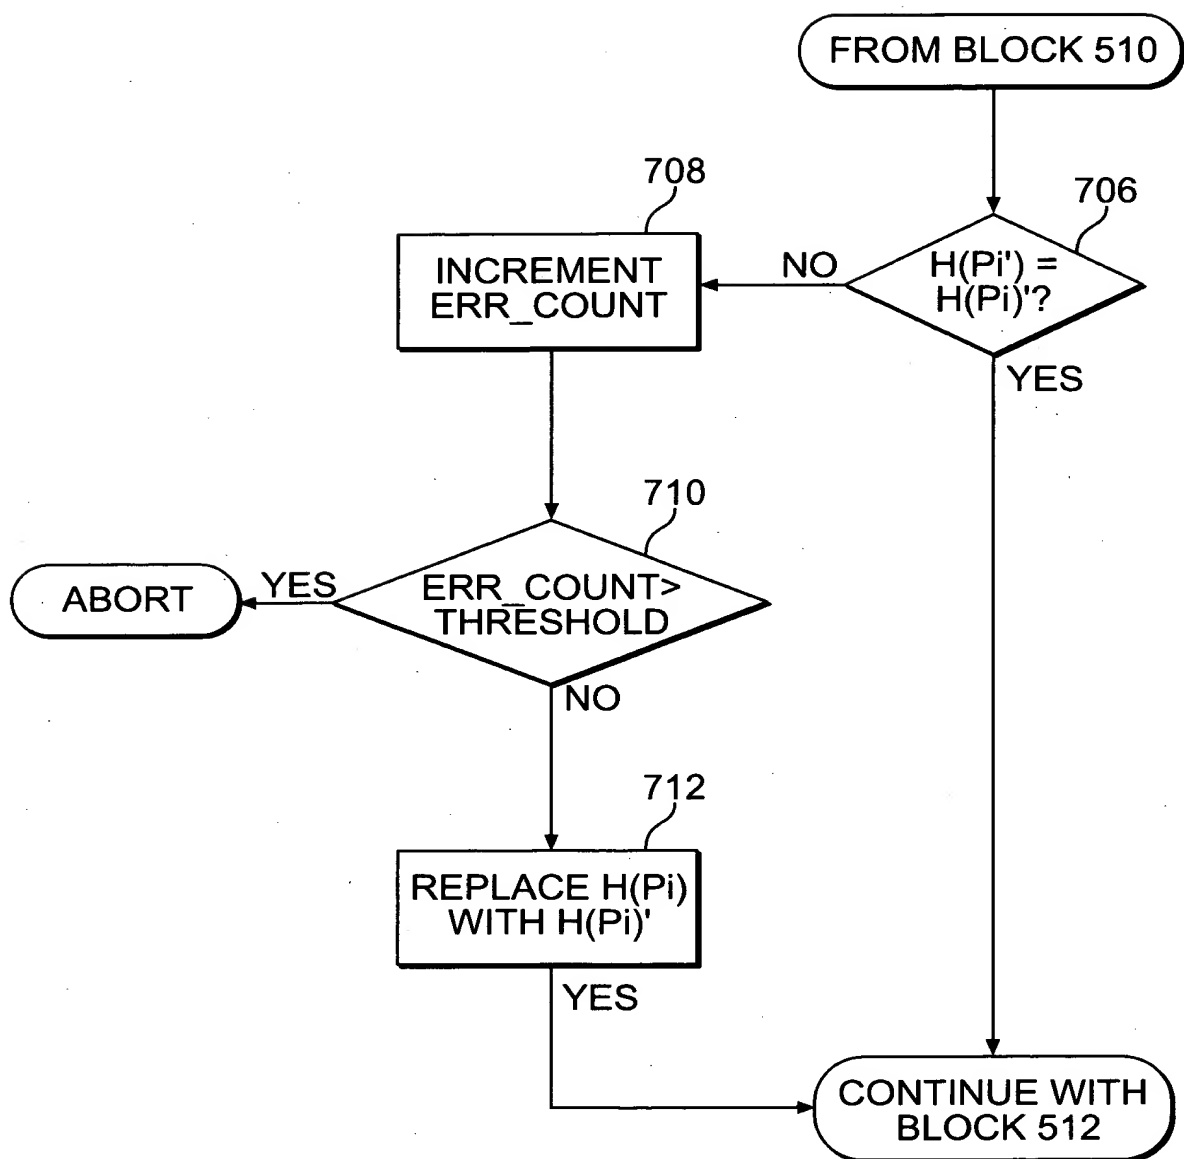 FROM BLOCK 510
708
706
INCREMENT
ERR_COUNT
NO
H(Pi') =
H(Pi)'?
YES
710
ABORT
YES
ERR_COUNT>
THRESHOLD
NO
712
REPLACE H(Pi)
WITH H(Pi)'
YES
CONTINUE WITH
BLOCK 512